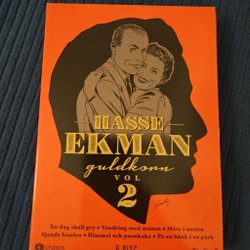 HASSE
EKMAN
guldkorn
VOL
2
En dag skall gry • Vandring med månen • Möte i natten
Sjunde himlen • Himmel och pannkaka • På en bänk i en park
STUDIO S
6 DISC